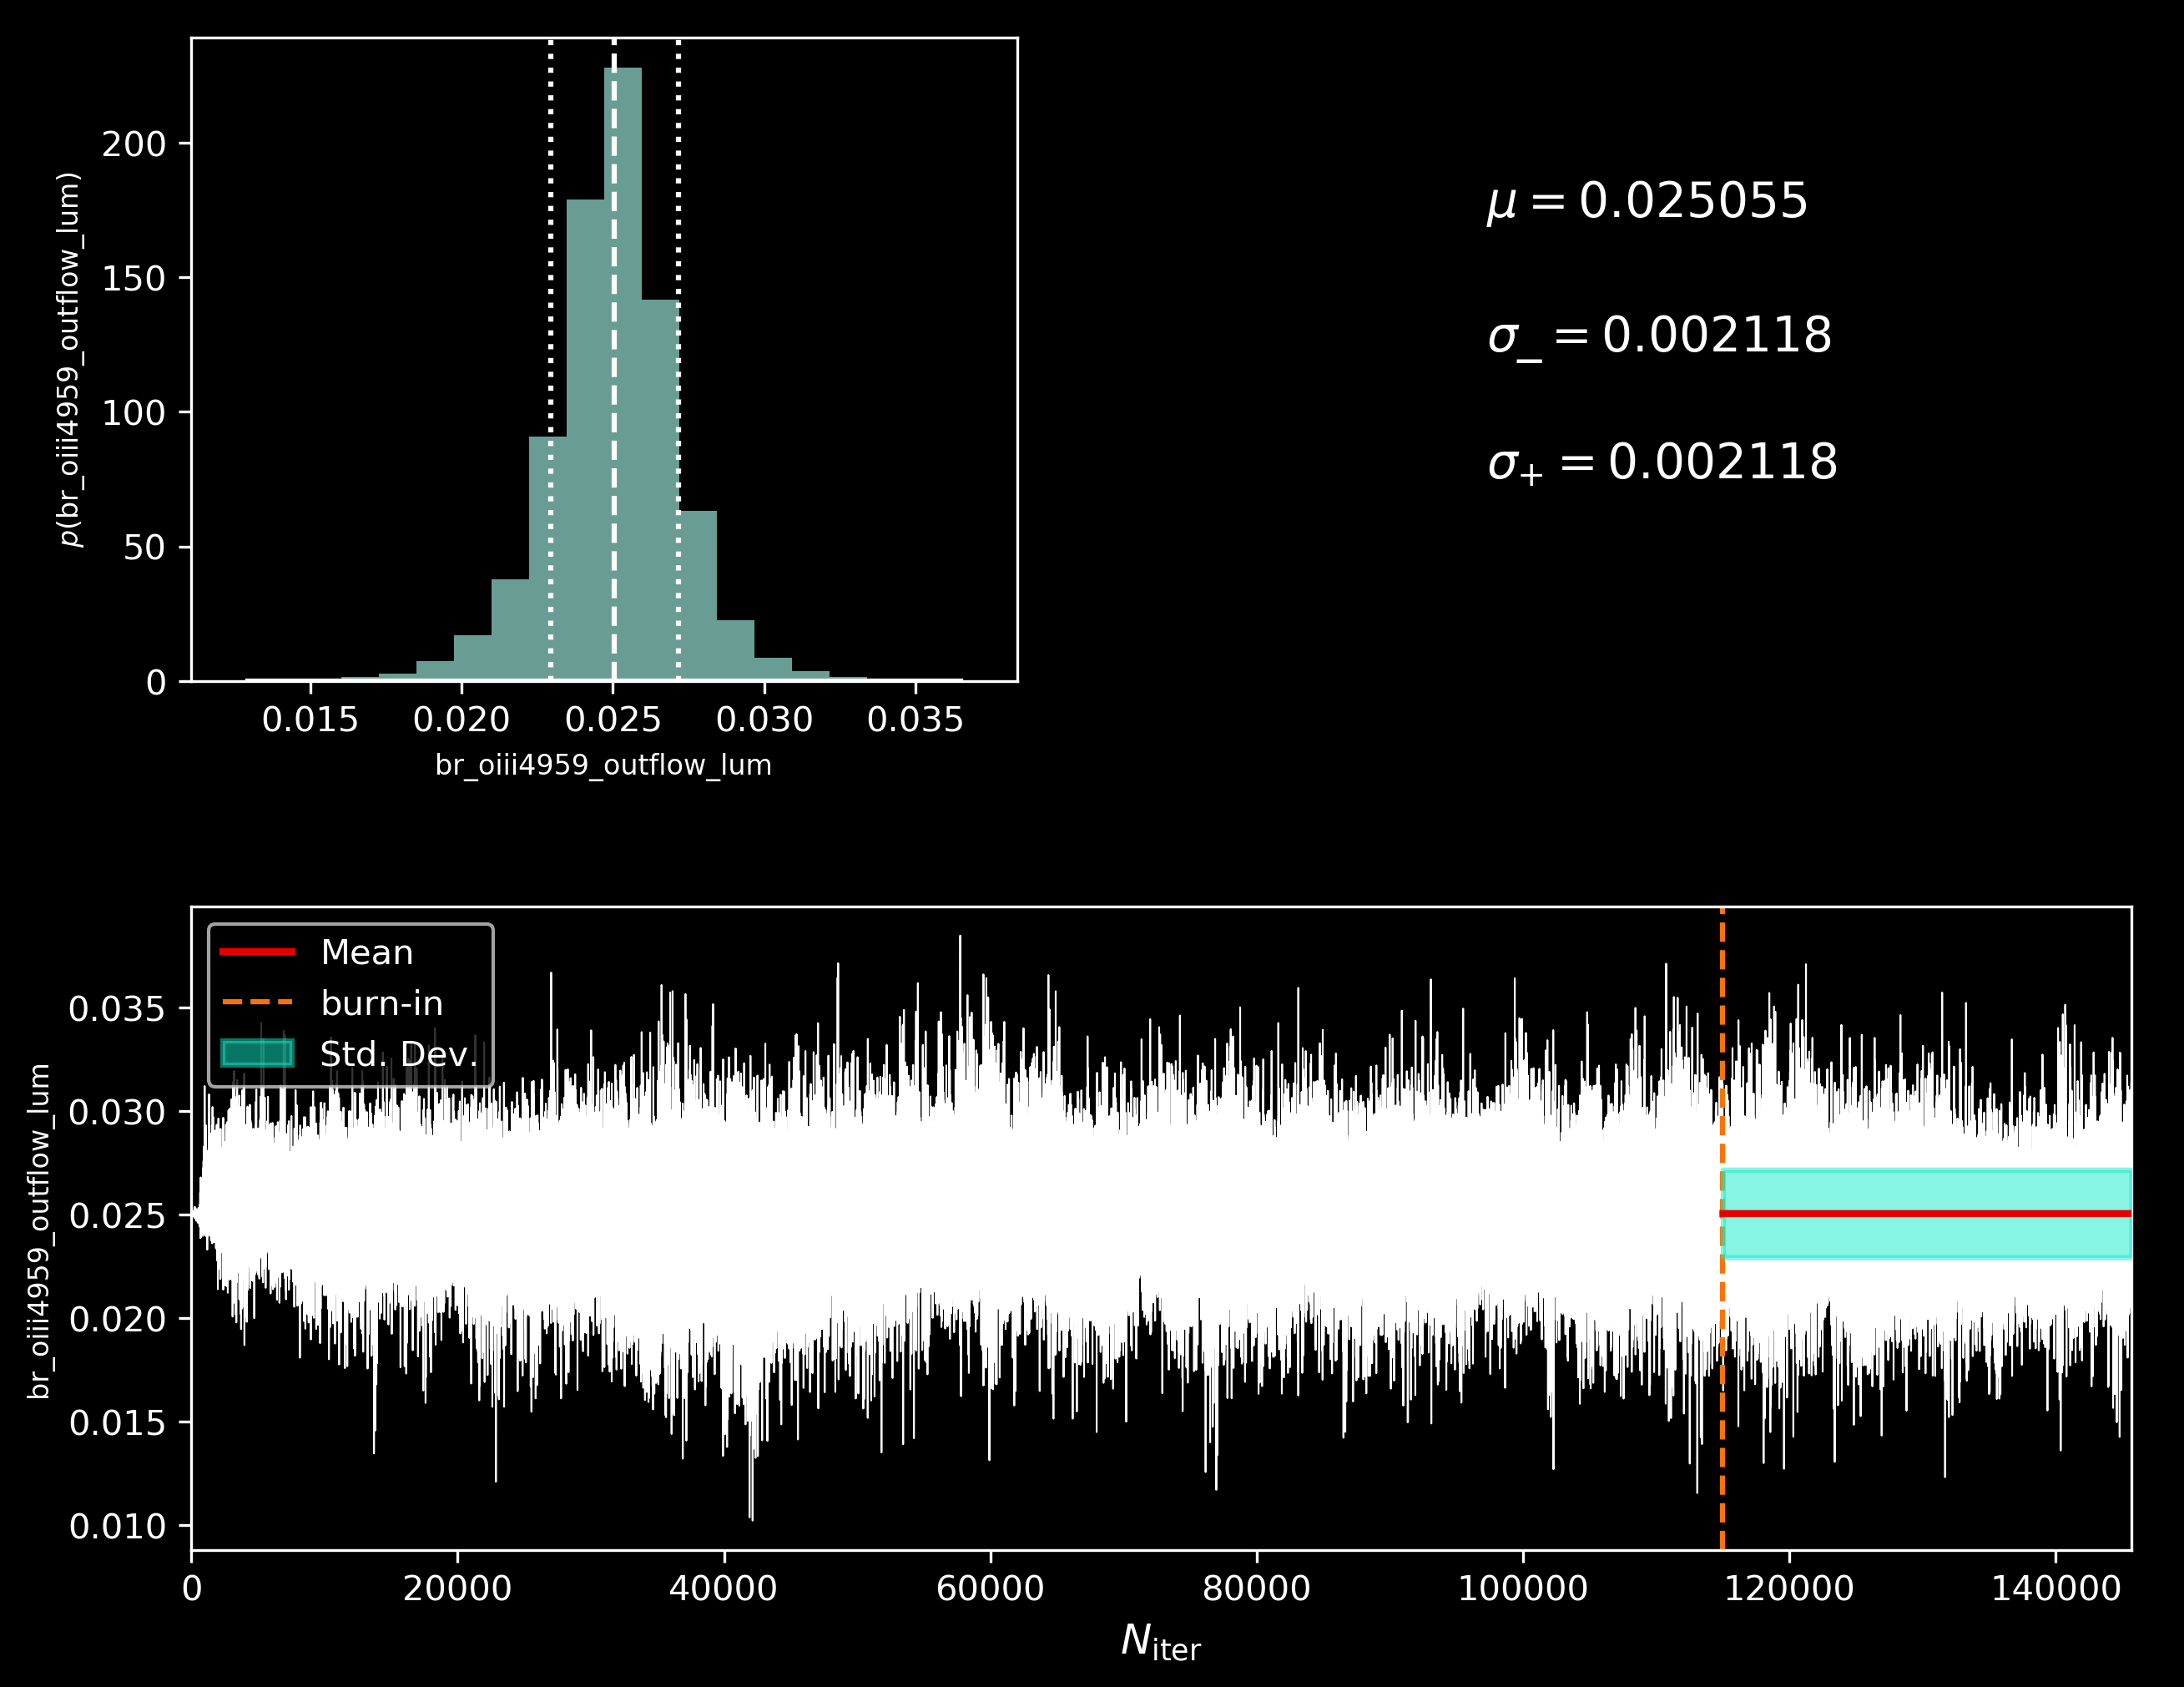 200
150
100
50
0
p(br_oiii4959_outflow_lum)
0.015 0.020 0.025 0.030 0.035
br_oiii4959_outflow_lum
μ = 0.025055
σ_ = 0.002118
σ+ = 0.002118
Mean
burn-in
Std. Dev.
0.035
0.030
0.025
0.020
0.015
0.010
br_oiii4959_outflow_lum
0 20000 40000 60000 80000 100000 120000 140000
Niter